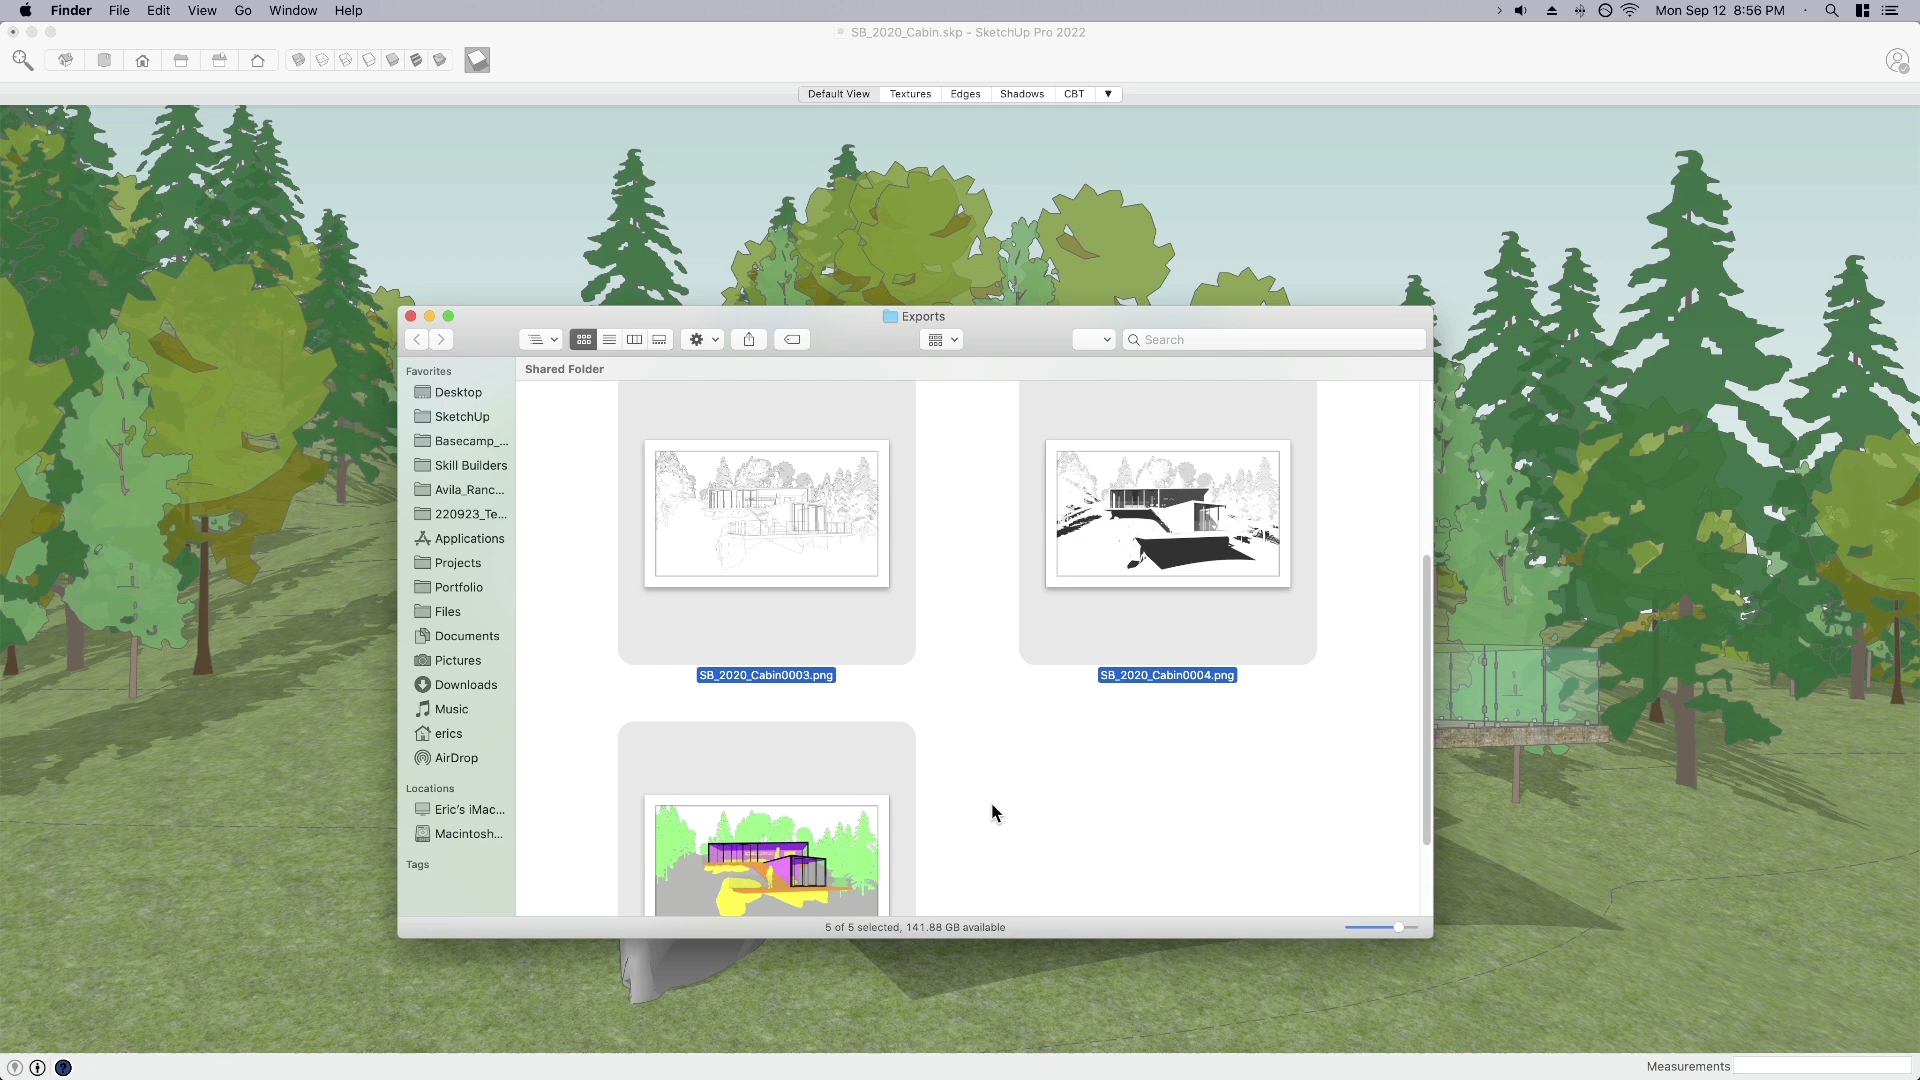 Finder File Edit View Go Window Help
Mon Sep 12 8:56 PM
SB_2020_Cabin.skp - SketchUp Pro 2022
Default View Textures Edges Shadows CBT
Exports
Search
Favorites
Shared Folder
Desktop
SketchUp
Basecamp_...
Skill Builders
Avila_Ranc...
220923_Te...
Applications
Projects
Portfolio
Files
Documents
Pictures
Downloads
Music
erics
AirDrop
Locations
Eric's iMac...
Macintosh...
Tags
SB_2020_Cabin0003.png
SB_2020_Cabin0004.png
5 of 5 selected, 141.88 GB available
Measurements